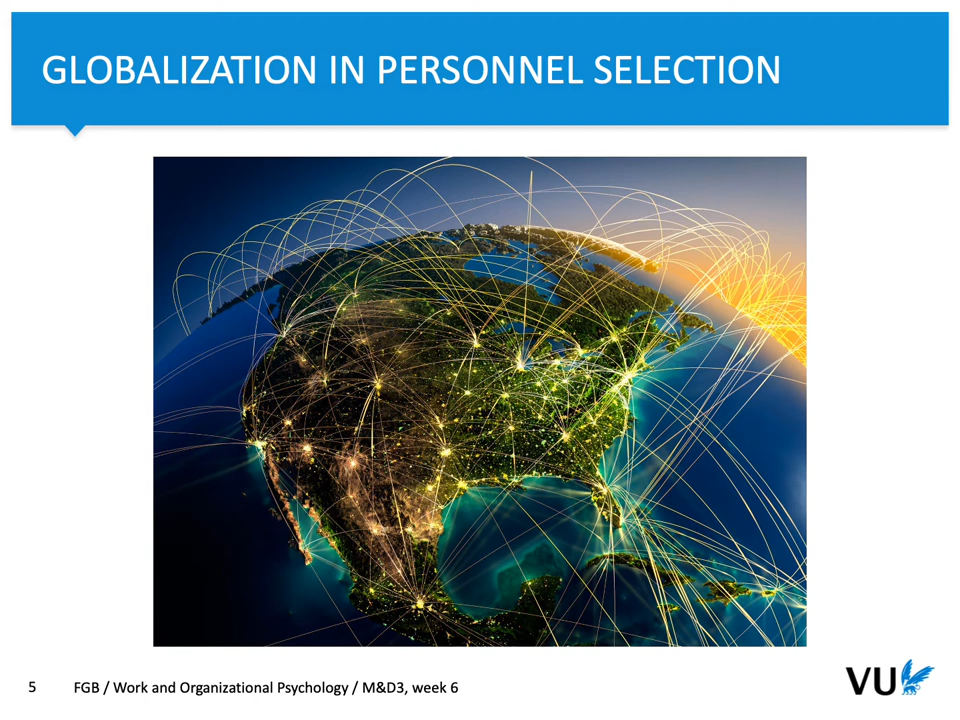 GLOBALIZATION IN PERSONNEL SELECTION
5
FGB / Work and Organizational Psychology / M&D3, week 6
VU